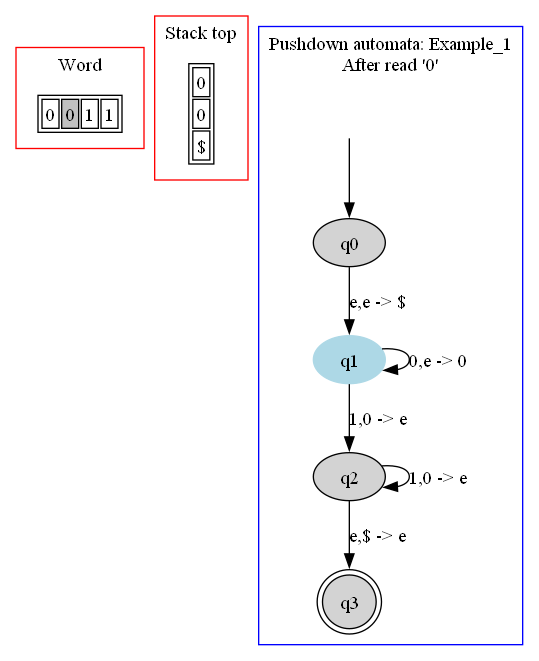 Word
0 0 1 1
Stack top
0
0
$
Pushdown automata: Example_1
After read '0'
q0
e,e -> $
q1
0,e -> 0
1,0 -> e
q2
1,0 -> e
e,$ -> e
q3